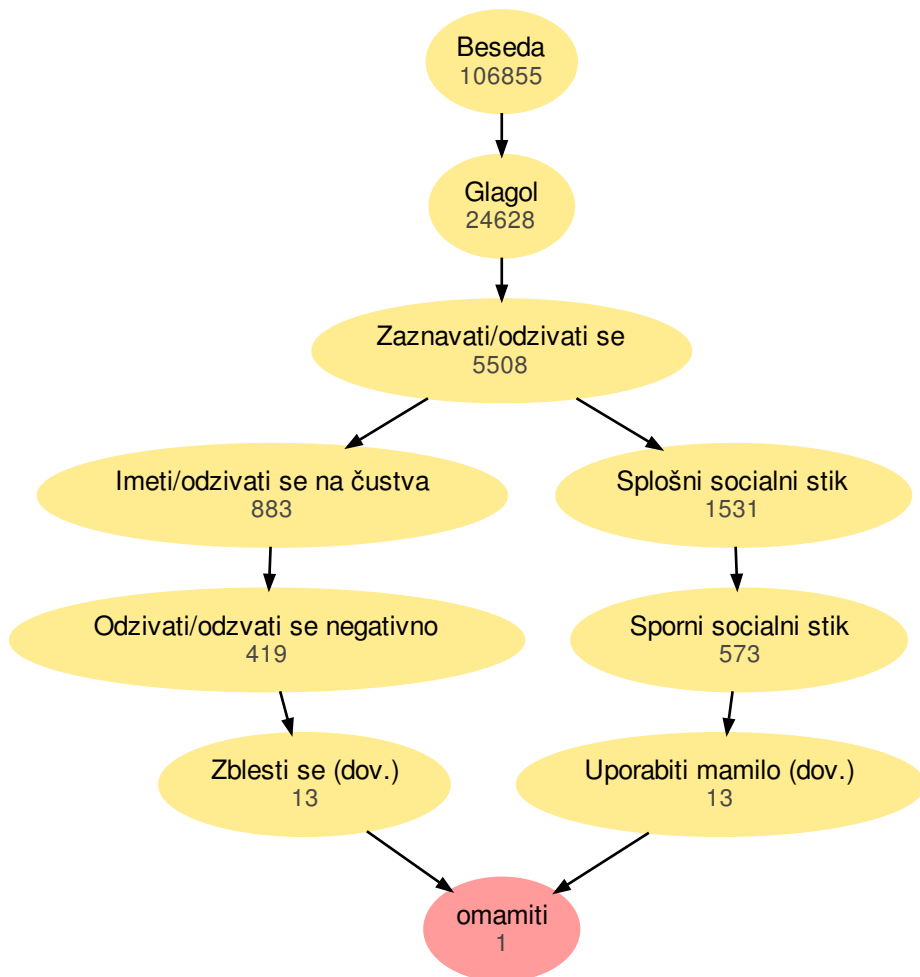 Beseda
106855
Glagol
24628
Zaznavati/odzivati se
5508
Imeti/odzivati se na čustva
883
Splošni socialni stik
1531
Odzivati/odzvati se negativno
419
Sporni socialni stik
573
Zblesti se (dov.)
13
Uporabiti mamilo (dov.)
13
omamiti
1